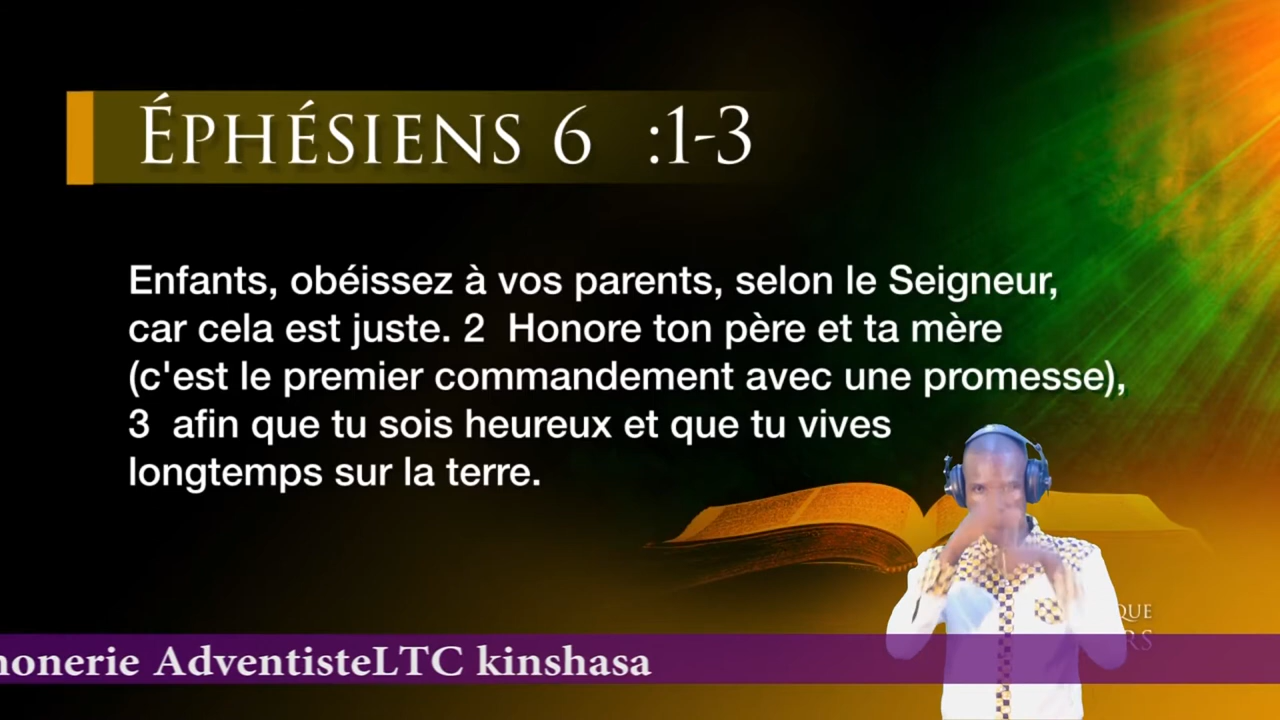 ÉPHÉSIENS 6 :1-3
Enfants, obéissez à vos parents, selon le Seigneur,
car cela est juste. 2 Honore ton père et ta mère
(c'est le premier commandement avec une promesse),
3 afin que tu sois heureux et que tu vives
longtemps sur la terre.
AdventisteLTC kinshasa